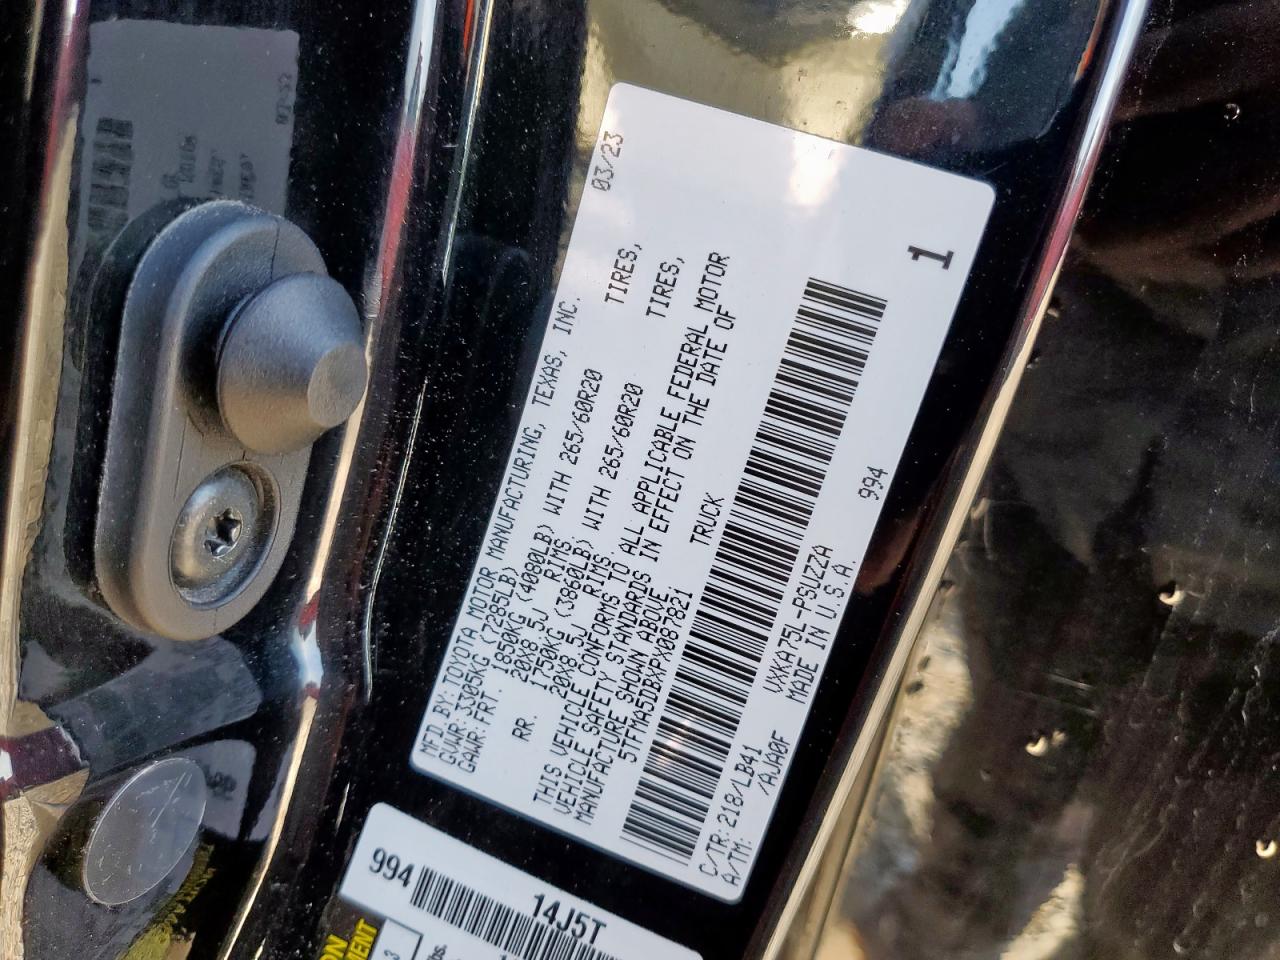 MFD BY: TOYOTA MOTOR MANUFACTURING, TEXAS, INC. 03/23
GVWR: 3305KG (7285LB)
GAWR: FRT. 1850KG (4080LB) WITH 265/60R20 TIRES,
20X8.5J RIMS,
RR. 1750KG (3860LB) WITH 265/60R20 TIRES,
20X8.5J RIMS.
THIS VEHICLE CONFORMS TO ALL APPLICABLE FEDERAL MOTOR
VEHICLE SAFETY STANDARDS IN EFFECT ON THE DATE OF
MANUFACTURE SHOWN ABOVE.
5TFMA5DBXPX087821 TRUCK
1
C/TR: 218/LB41 VXKA75L-PSUZZA 994
A/TM: /AJA0F MADE IN U.S.A
994 14J5T